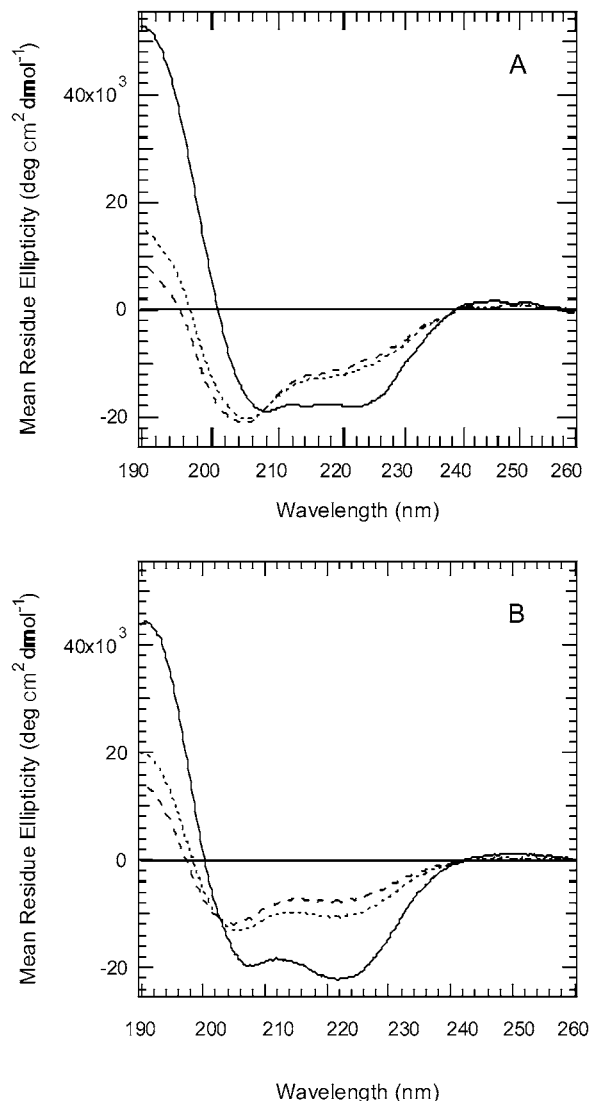 A
Mean Residue Ellipticity (deg cm² dmol⁻¹)
40x10³
20
0
-20
190 200 210 220 230 240 250 260
Wavelength (nm)
B
Mean Residue Ellipticity (deg cm² dmol⁻¹)
40x10³
20
0
-20
190 200 210 220 230 240 250 260
Wavelength (nm)